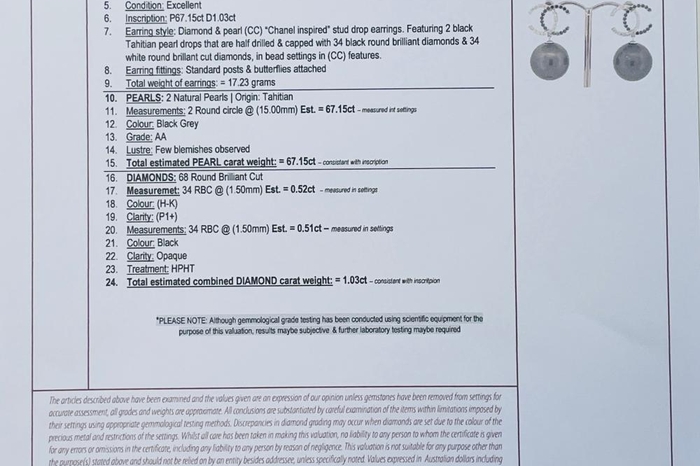 5. Condition: Excellent
6. Inscription: P67.15ct D1.03ct
7. Earring style: Diamond & pearl (CC) "Chanel inspired" stud drop earrings. Featuring 2 black
Tahitian pearl drops that are half drilled & capped with 34 black round brilliant diamonds & 34
white round brillant cut diamonds, in bead settings in (CC) features.
8. Earring fittings: Standard posts & butterflies attached
9. Total weight of earrings: = 17.23 grams
10. PEARLS: 2 Natural Pearls | Origin: Tahitian
11. Measurements: 2 Round circle @ (15.00mm) Est. = 67.15ct - measured int settings
12. Colour: Black Grey
13. Grade: AA
14. Lustre: Few blemishes observed
15. Total estimated PEARL carat weight: = 67.15ct - consistant with inscription
16. DIAMONDS: 68 Round Brilliant Cut
17. Measuremet: 34 RBC @ (1.50mm) Est. = 0.52ct - measured in settings
18. Colour: (H-K)
19. Clarity: (P1+)
20. Measurements: 34 RBC @ (1.50mm) Est. = 0.51ct – measured in settings
21. Colour: Black
22. Clarity: Opaque
23. Treatment: HPHT
24. Total estimated combined DIAMOND carat weight: = 1.03ct - consistent with inscritpion
*PLEASE NOTE: Although gemmological grade testing has been conducted using scientific equipment for the
purpose of this valuation, results maybe subjective & further laboratory testing maybe required
The articles described above have been examined and the values given are an expression of our opinion unless gemstones have been removed from settings for
accurate assessment, all grades and weights are approximate. All conclusions are substantiated by careful examination of the items within limitations imposed by
their settings using appropriate gemmological testing methods. Discrepancies in diamond grading may occur when diamonds are set due to the colour of the
precious metal and restrictions of the settings. Whilst all care has been taken in making this valuation, no liability to any person to whom the certificate is given
for any errors or omissions in the certificate, including any liability to any person by reason of negligence. This valuation is not suitable for any purpose other than
the purpose(s) stated above and should not be relied on by an entity besides addressee, unless specifically noted. Values expressed in Australian dollars including